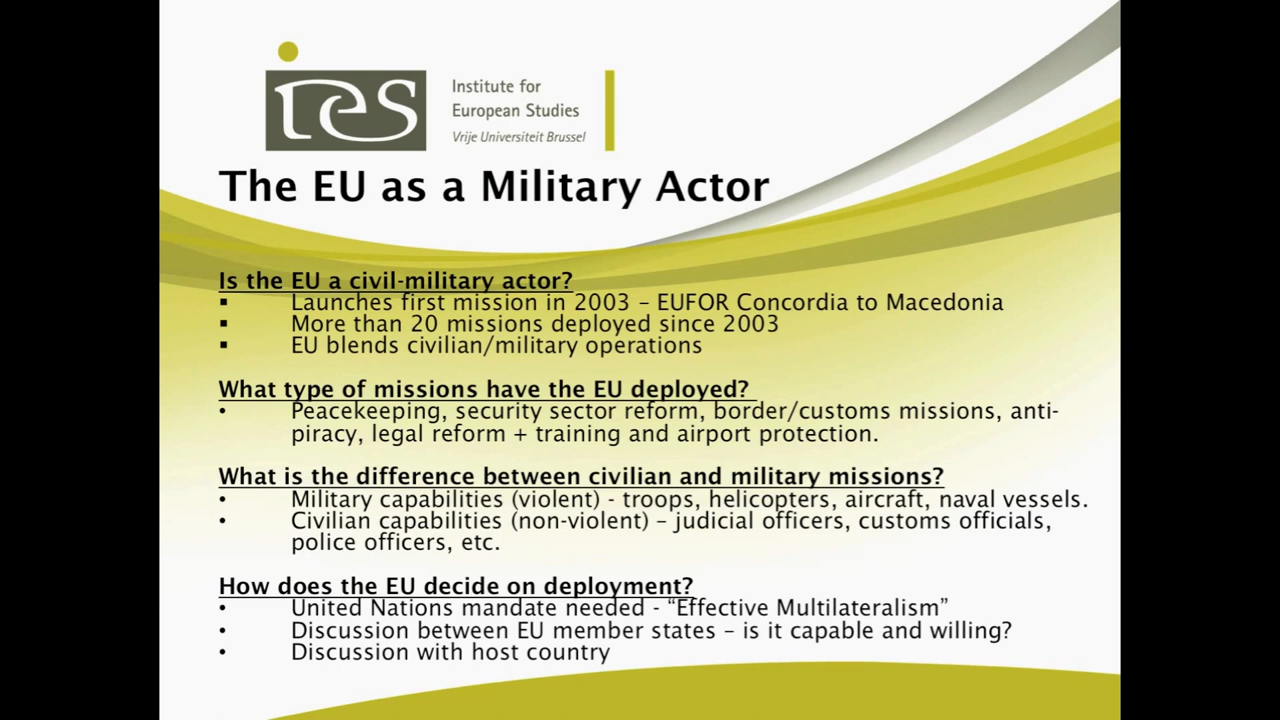 ies
Institute for
European Studies
Vrije Universiteit Brussel
The EU as a Military Actor
Is the EU a civil-military actor?
▪ Launches first mission in 2003 – EUFOR Concordia to Macedonia
▪ More than 20 missions deployed since 2003
▪ EU blends civilian/military operations
What type of missions have the EU deployed?
• Peacekeeping, security sector reform, border/customs missions, anti-
piracy, legal reform + training and airport protection.
What is the difference between civilian and military missions?
• Military capabilities (violent) - troops, helicopters, aircraft, naval vessels.
• Civilian capabilities (non-violent) – judicial officers, customs officials,
police officers, etc.
How does the EU decide on deployment?
• United Nations mandate needed - “Effective Multilateralism”
• Discussion between EU member states – is it capable and willing?
• Discussion with host country